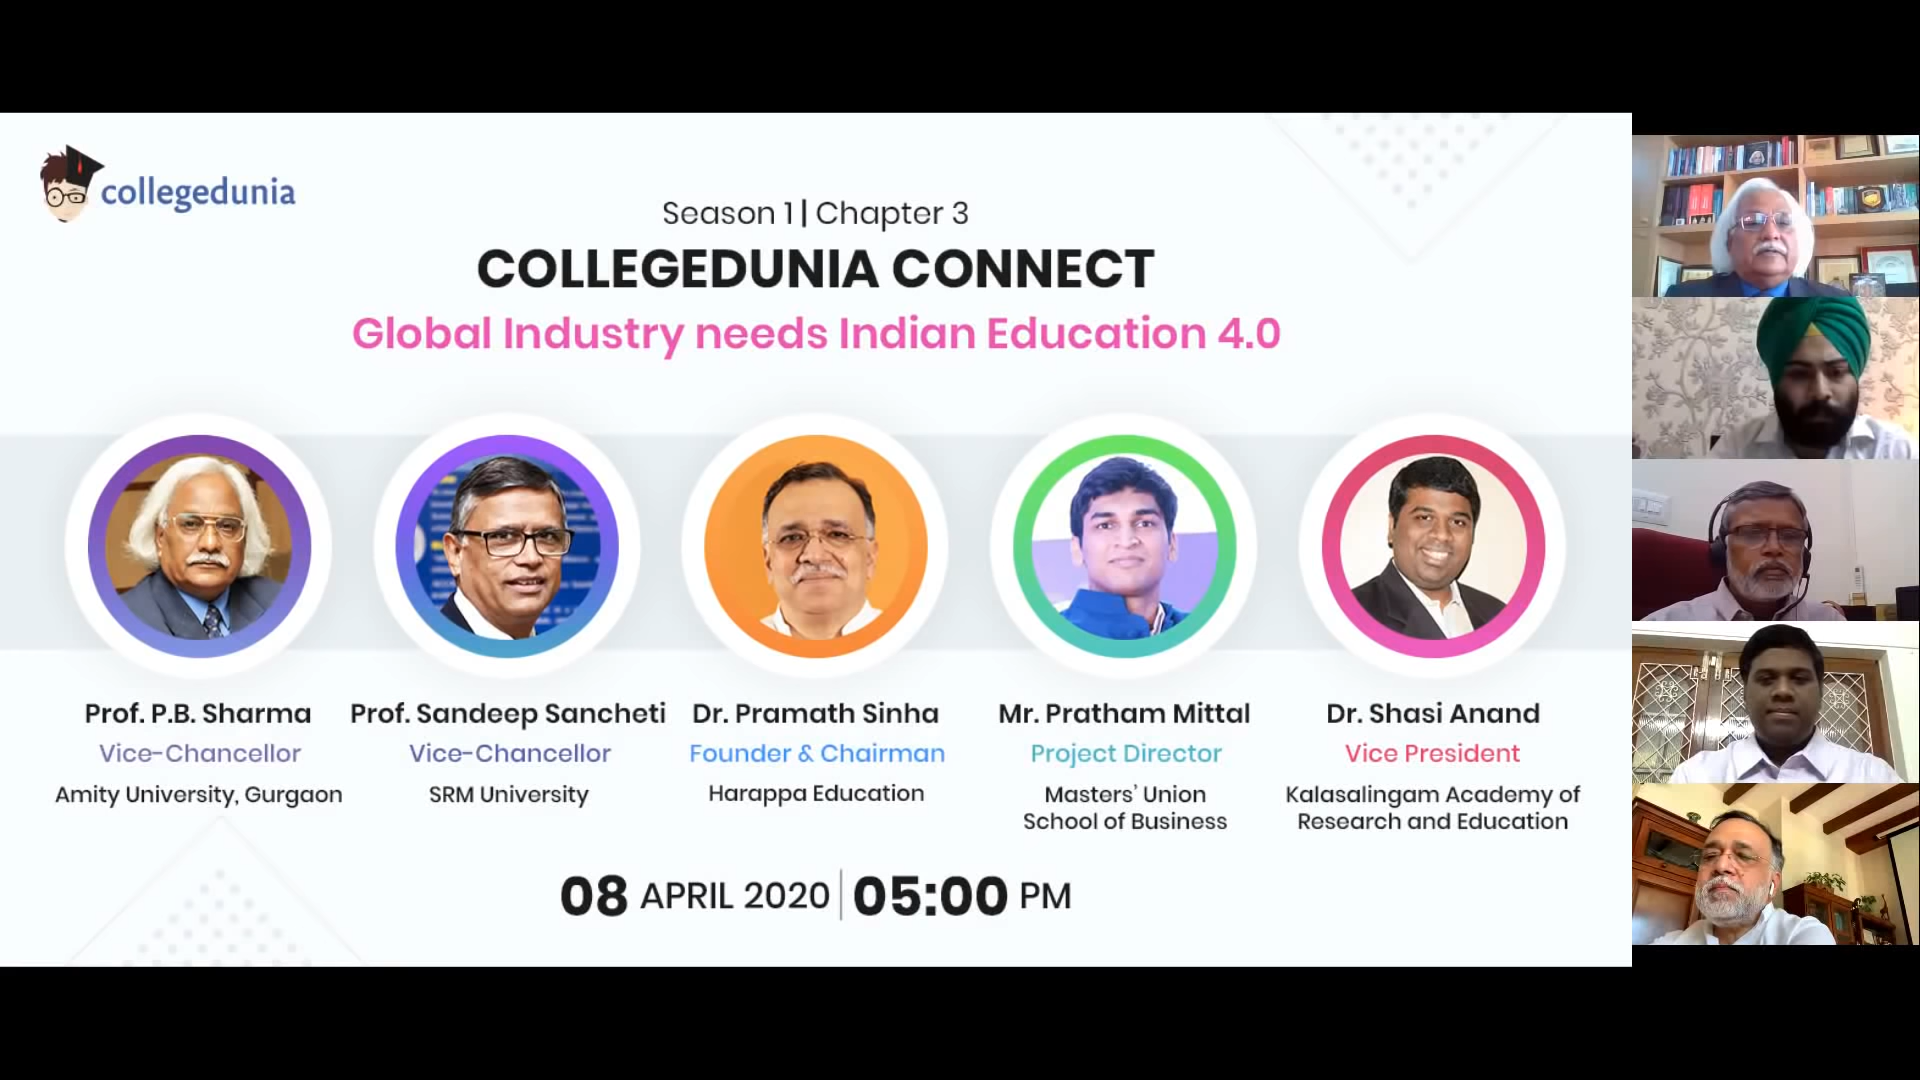 collegedunia
Season 1 | Chapter 3
COLLEGEDUNIA CONNECT
Global Industry needs Indian Education 4.0
Prof. P.B. Sharma
Vice-Chancellor
Amity University, Gurgaon
Prof. Sandeep Sancheti
Vice-Chancellor
SRM University
Dr. Pramath Sinha
Founder & Chairman
Harappa Education
Mr. Pratham Mittal
Project Director
Masters' Union
School of Business
Dr. Shasi Anand
Vice President
Kalasalingam Academy of
Research and Education
08 APRIL 2020 | 05:00 PM